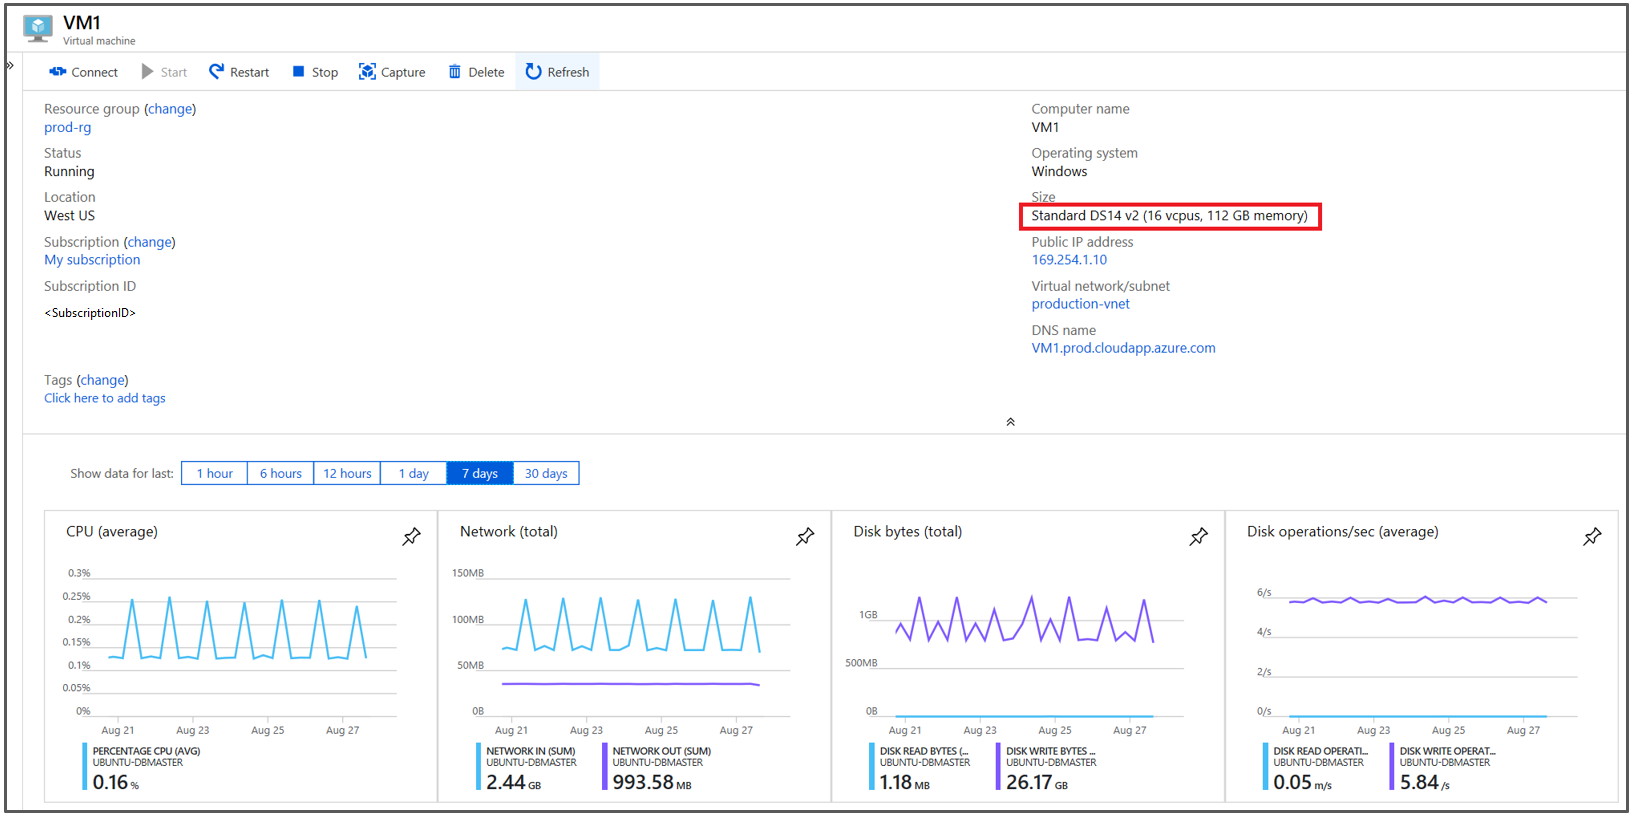 VM1
Virtual machine
»
Connect Start Restart Stop Capture Delete Refresh
Resource group (change)
prod-rg
Status
Running
Location
West US
Subscription (change)
My subscription
Subscription ID
<SubscriptionID>
Tags (change)
Click here to add tags
Computer name
VM1
Operating system
Windows
Size
Standard DS14 v2 (16 vcpus, 112 GB memory)
Public IP address
169.254.1.10
Virtual network/subnet
production-vnet
DNS name
VM1.prod.cloudapp.azure.com
Show data for last: 1 hour 6 hours 12 hours 1 day 7 days 30 days
CPU (average)
0.3%
0.25%
0.2%
0.15%
0.1%
0.05%
0%
Aug 21 Aug 23 Aug 25 Aug 27
PERCENTAGE CPU (AVG)
UBUNTU-DBMASTER
0.16 %
Network (total)
150MB
100MB
50MB
0B
Aug 21 Aug 23 Aug 25 Aug 27
NETWORK IN (SUM)
UBUNTU-DBMASTER
2.44 GB
NETWORK OUT (SUM)
UBUNTU-DBMASTER
993.58 MB
Disk bytes (total)
1GB
500MB
0B
Aug 21 Aug 23 Aug 25 Aug 27
DISK READ BYTES (...
UBUNTU-DBMASTER
1.18 MB
DISK WRITE BYTES ...
UBUNTU-DBMASTER
26.17 GB
Disk operations/sec (average)
6/s
4/s
2/s
0/s
Aug 21 Aug 23 Aug 25 Aug 27
DISK READ OPERATI...
UBUNTU-DBMASTER
0.05 m/s
DISK WRITE OPERAT...
UBUNTU-DBMASTER
5.84 /s